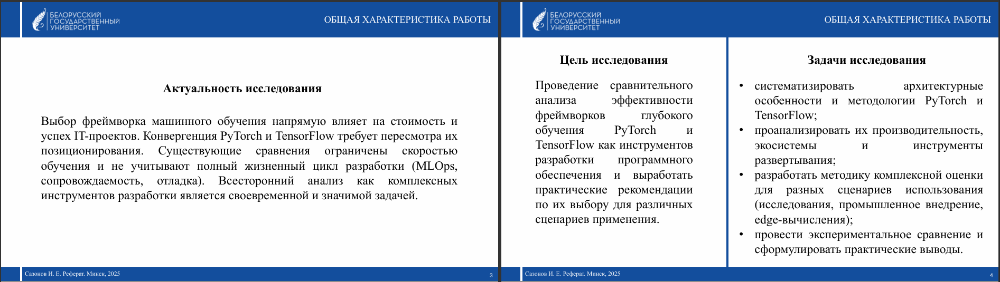 БЕЛОРУССКИЙ
ГОСУДАРСТВЕННЫЙ
УНИВЕРСИТЕТ
ОБЩАЯ ХАРАКТЕРИСТИКА РАБОТЫ
Актуальность исследования
Выбор фреймворка машинного обучения напрямую влияет на стоимость и
успех IT-проектов. Конвергенция PyTorch и TensorFlow требует пересмотра их
позиционирования. Существующие сравнения ограничены скоростью
обучения и не учитывают полный жизненный цикл разработки (MLOps,
сопровождаемость, отладка). Всесторонний анализ как комплексных
инструментов разработки является своевременной и значимой задачей.
Сазонов И. Е. Реферат. Минск, 2025
3
БЕЛОРУССКИЙ
ГОСУДАРСТВЕННЫЙ
УНИВЕРСИТЕТ
ОБЩАЯ ХАРАКТЕРИСТИКА РАБОТЫ
Цель исследования
Проведение сравнительного
анализа эффективности
фреймворков глубокого
обучения PyTorch и
TensorFlow как инструментов
разработки программного
обеспечения и выработать
практические рекомендации
по их выбору для различных
сценариев применения.
Задачи исследования
• систематизировать архитектурные
особенности и методологии PyTorch и
TensorFlow;
• проанализировать их производительность,
экосистемы и инструменты
развертывания;
• разработать методику комплексной оценки
для разных сценариев использования
(исследования, промышленное внедрение,
edge-вычисления);
• провести экспериментальное сравнение и
сформулировать практические выводы.
Сазонов И. Е. Реферат. Минск, 2025
4